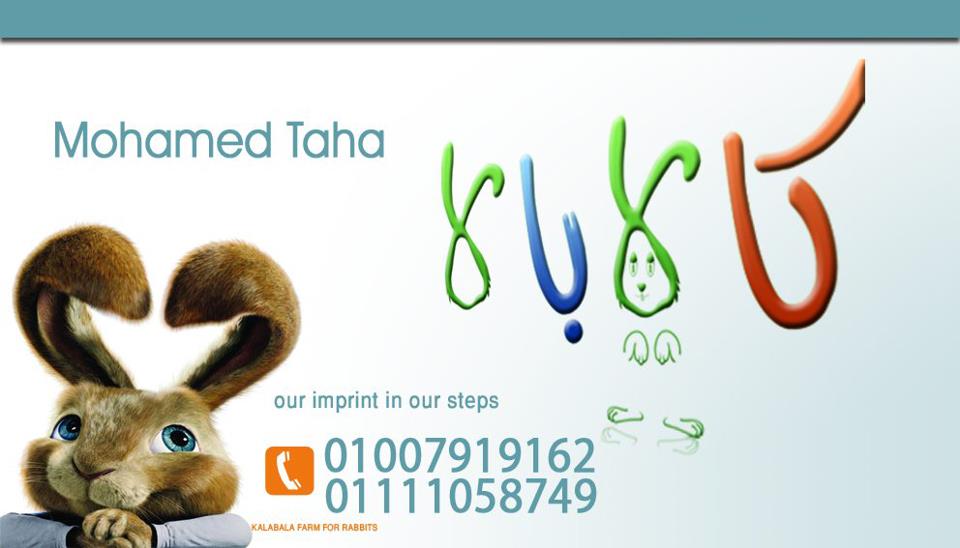 Mohamed Taha
كالابالا
our imprint in our steps
01007919162
01111058749
KALABALA FARM FOR RABBITS